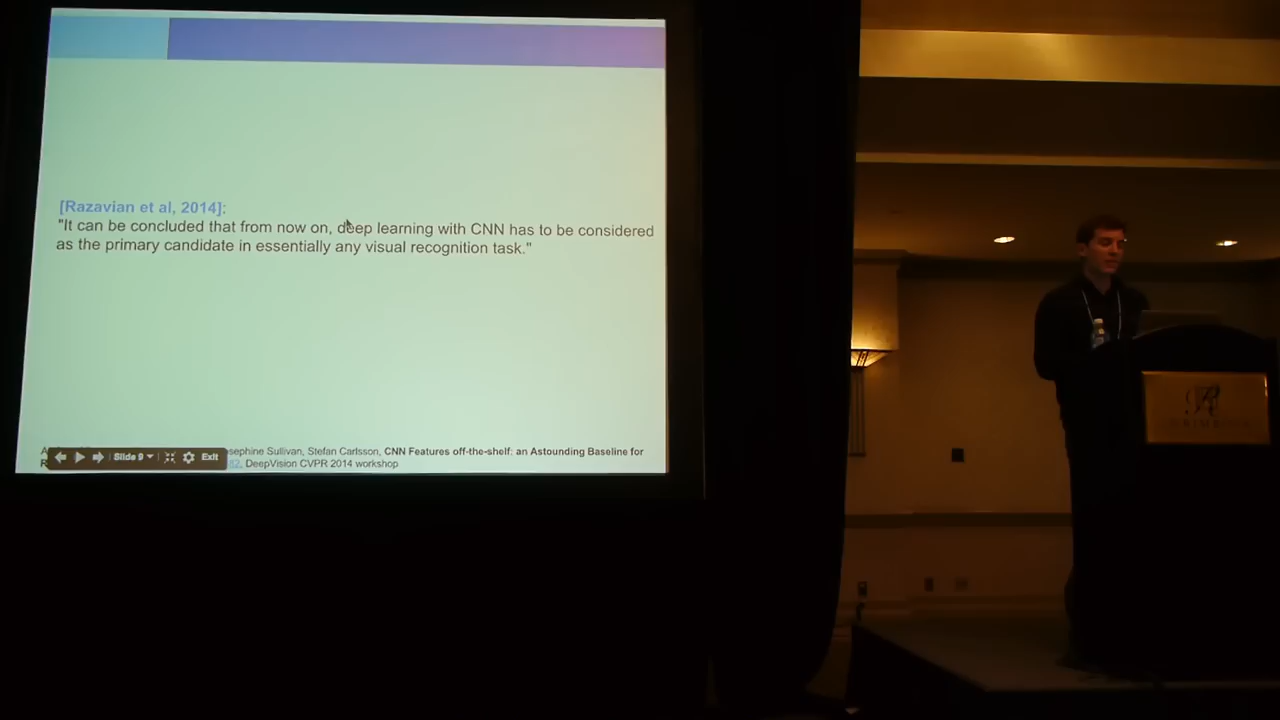 [Razavian et al, 2014]:
"It can be concluded that from now on, deep learning with CNN has to be considered
as the primary candidate in essentially any visual recognition task."
Sullivan, Stefan Carlsson, CNN Features off-the-shelf: an Astounding Baseline for
DeepVision CVPR 2014 workshop
Slide 9
Exit